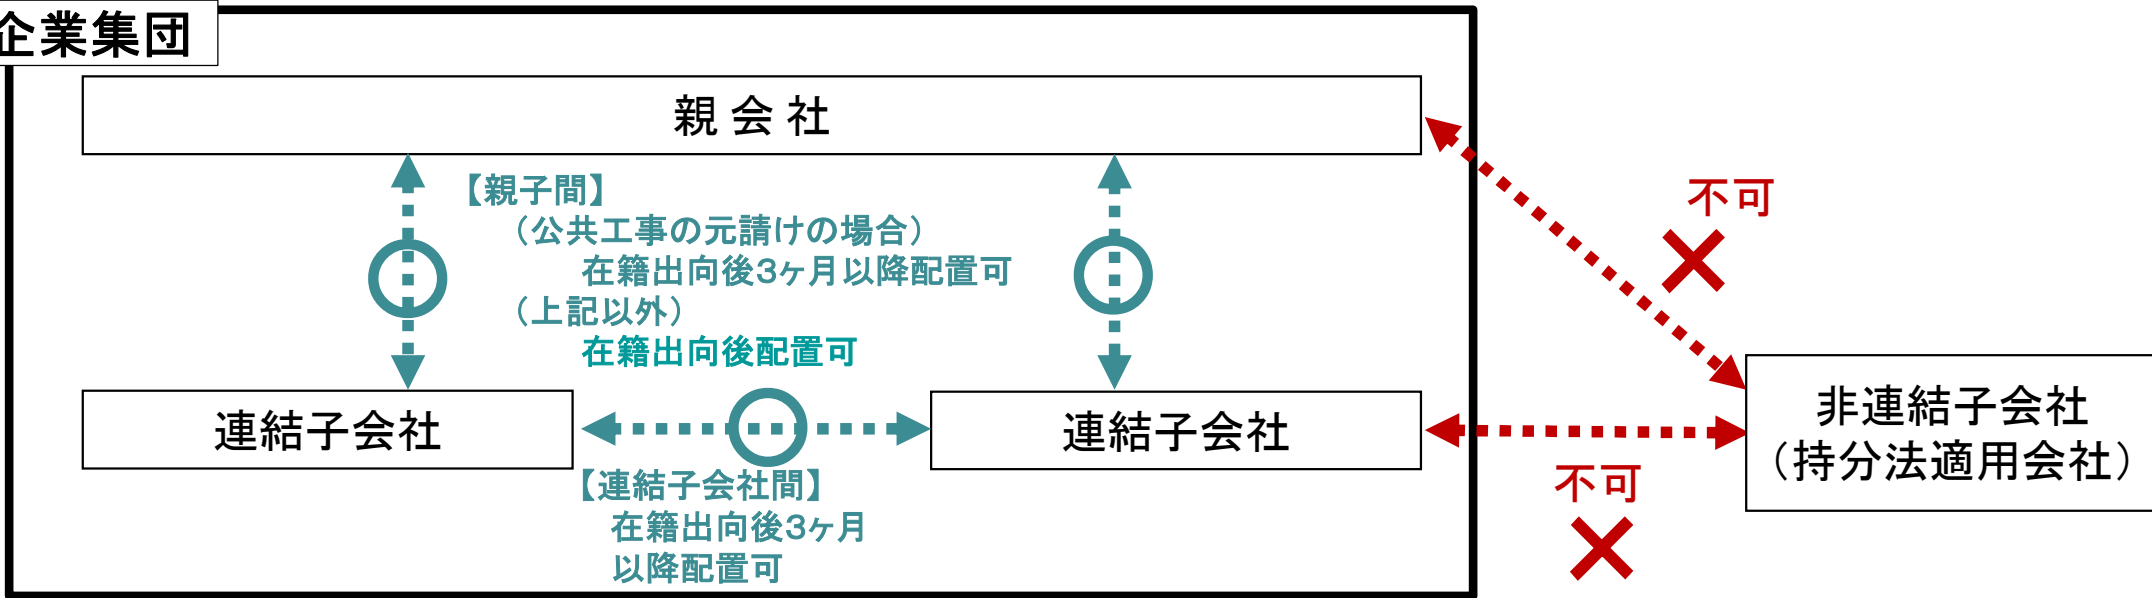 企業集団
親会社
【親子間】
（公共工事の元請けの場合）
在籍出向後3ヶ月以降配置可
（上記以外）
在籍出向後配置可
不可
連結子会社
連結子会社
非連結子会社
（持分法適用会社）
【連結子会社間】
在籍出向後3ヶ月
以降配置可
不可